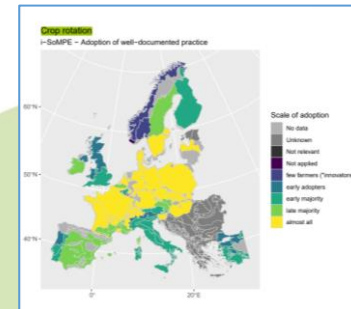 Crop rotation
i-SoMPE - Adoption of well-documented practice
60°N
50°N
40°N
0°
20°E
Scale of adoption
No data
Unknown
Not relevant
Not applied
few farmers ("innovators
early adopters
early majority
late majority
almost all